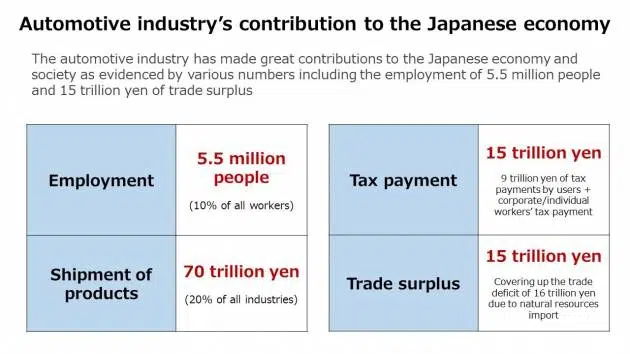 Automotive industry's contribution to the Japanese economy
The automotive industry has made great contributions to the Japanese economy and
society as evidenced by various numbers including the employment of 5.5 million people
and 15 trillion yen of trade surplus
Employment
5.5 million
people
(10% of all workers)
Shipment of
products
70 trillion yen
(20% of all industries)
Tax payment
15 trillion yen
9 trillion yen of tax
payments by users +
corporate/individual
workers' tax payment
Trade surplus
15 trillion yen
Covering up the trade
deficit of 16 trillion yen
due to natural resources
import